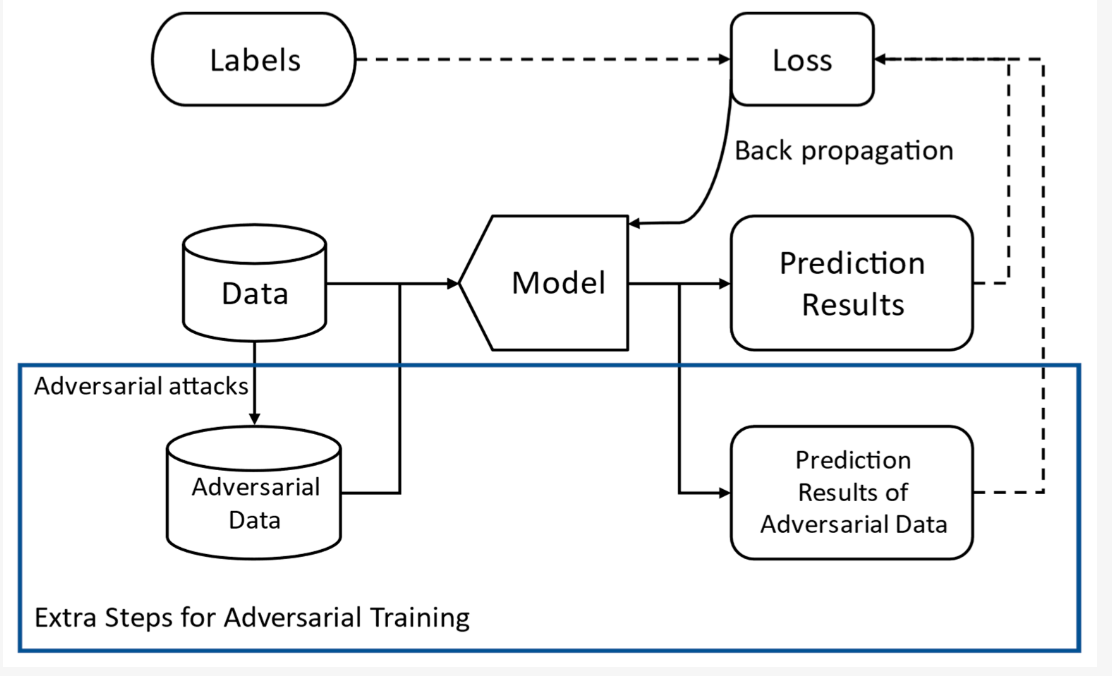 Labels
Loss
Back propagation
Data
Model
Prediction
Results
Adversarial attacks
Adversarial
Data
Prediction
Results of
Adversarial Data
Extra Steps for Adversarial Training